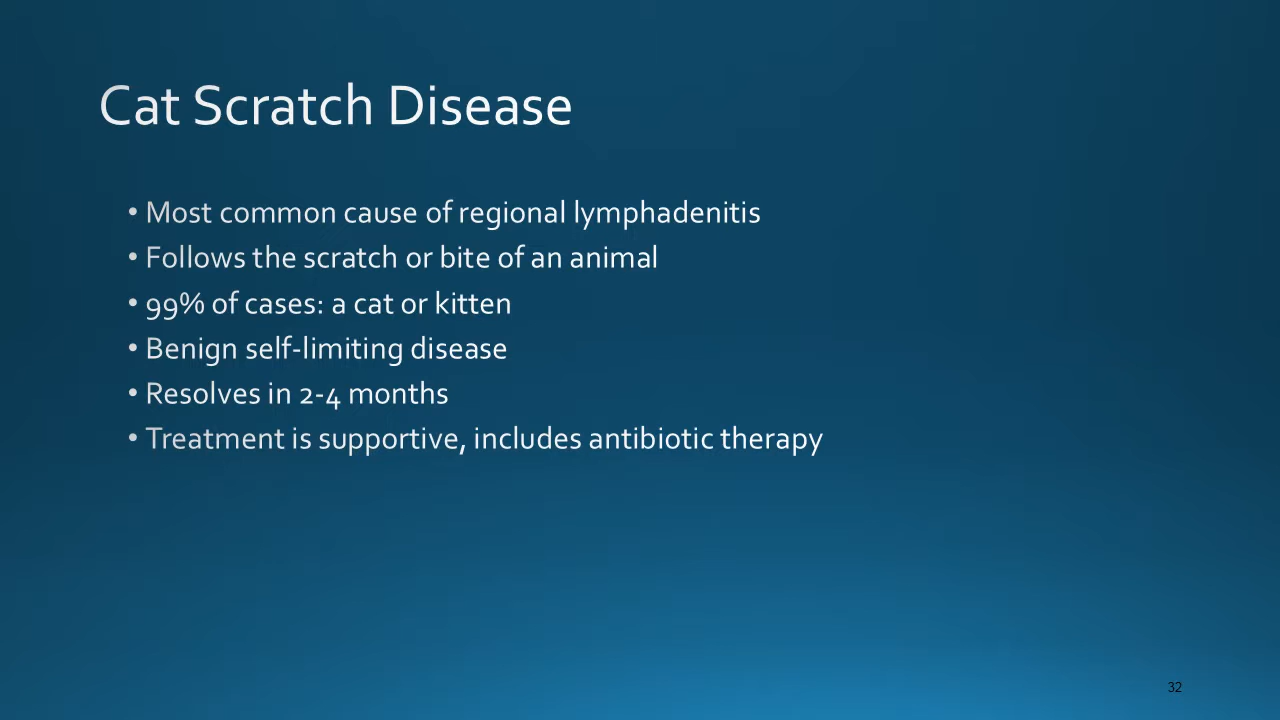 Cat Scratch Disease
• Most common cause of regional lymphadenitis
• Follows the scratch or bite of an animal
• 99% of cases: a cat or kitten
• Benign self-limiting disease
• Resolves in 2-4 months
• Treatment is supportive, includes antibiotic therapy
32